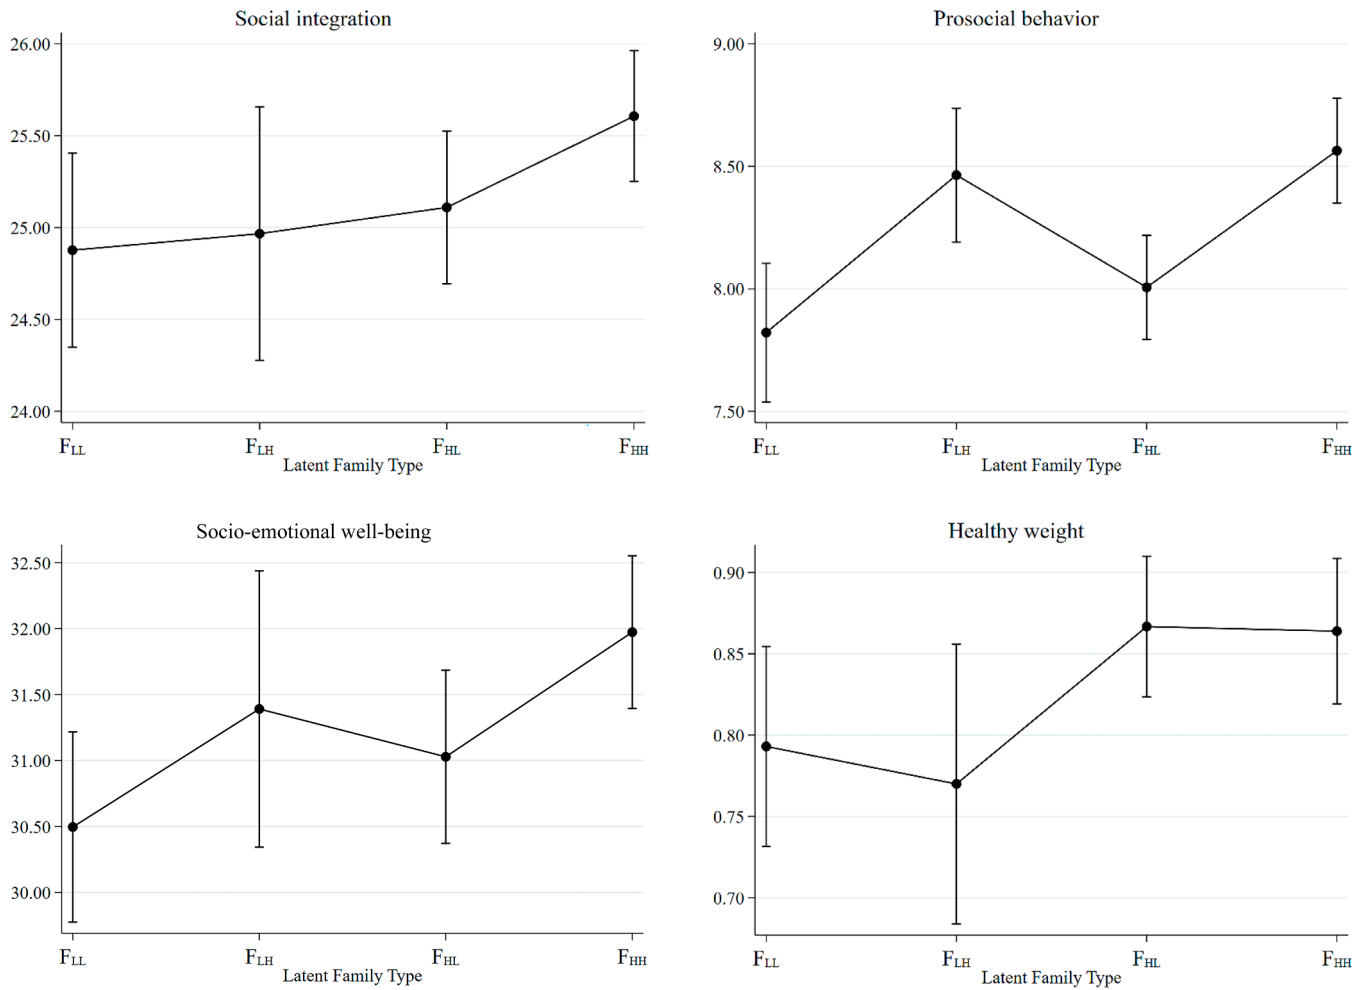 Social integration
26.00
25.50
25.00
24.50
24.00
FLL FLH FHL FHH
Latent Family Type
Prosocial behavior
9.00
8.50
8.00
7.50
FLL FLH FHL FHH
Latent Family Type
Socio-emotional well-being
32.50
32.00
31.50
31.00
30.50
30.00
FLL FLH FHL FHH
Latent Family Type
Healthy weight
0.90
0.85
0.80
0.75
0.70
FLL FLH FHL FHH
Latent Family Type